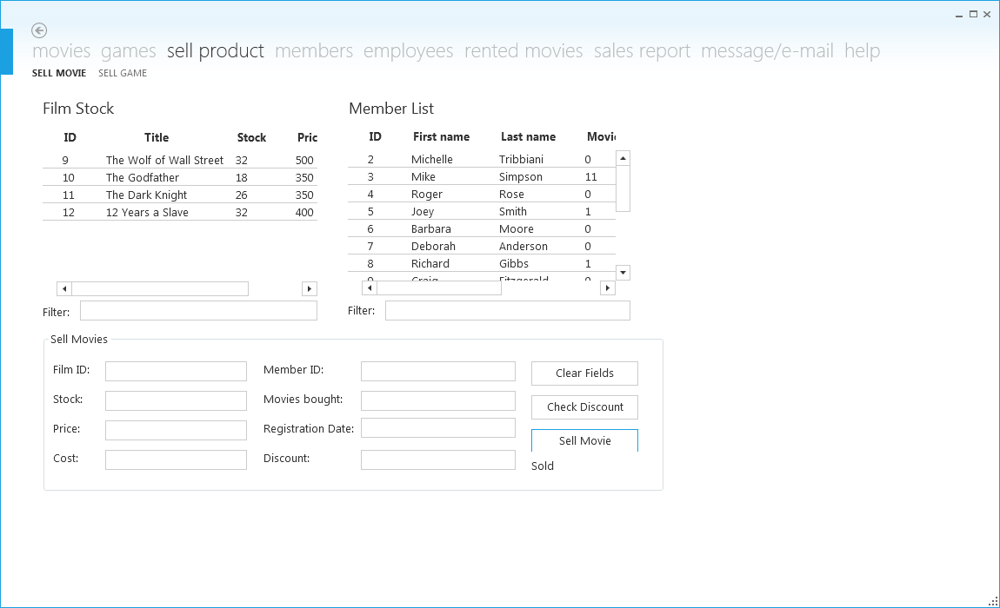 movies games sell product members employees rented movies sales report message/e-mail help
SELL MOVIE SELL GAME
Film Stock
ID Title Stock Pric
9 The Wolf of Wall Street 32 500
10 The Godfather 18 350
11 The Dark Knight 26 350
12 12 Years a Slave 32 400
Filter:
Member List
ID First name Last name Movi
2 Michelle Tribbiani 0
3 Mike Simpson 11
4 Roger Rose 0
5 Joey Smith 1
6 Barbara Moore 0
7 Deborah Anderson 0
8 Richard Gibbs 1
9 Craig Fitzgerald 0
Filter:
Sell Movies
Film ID: Member ID: Clear Fields
Stock: Movies bought: Check Discount
Price: Registration Date: Sell Movie
Cost: Discount: Sold